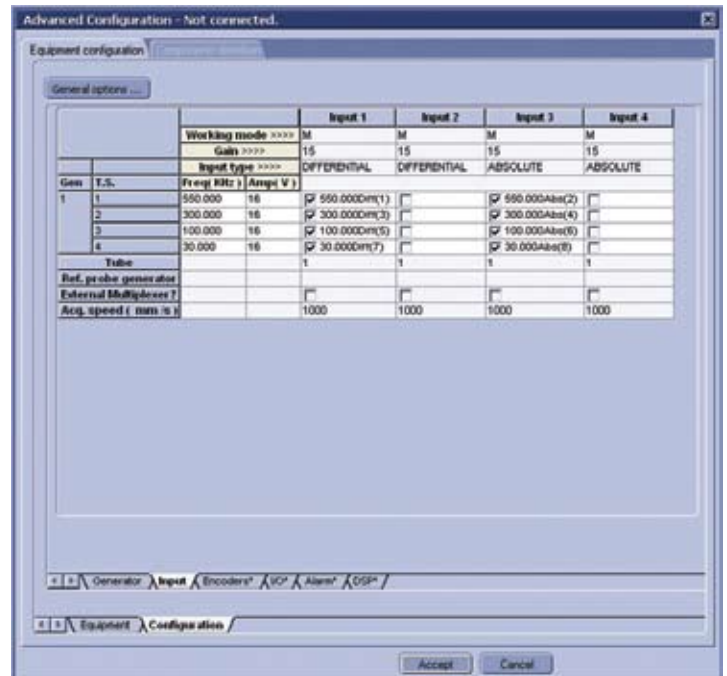 Advanced Configuration - Not connected.
Equipment configuration
General options ...
Input 1 Input 2 Input 3 Input 4
Working mode >>>> M M M M
Gain >>>> 15 15 15 15
Input type >>>> DIFFERENTIAL DIFFERENTIAL ABSOLUTE ABSOLUTE
Gen T.S. Freq( KHz ) Amp( V )
1 1 550.000 16 550.000Diff(1) 550.000Abs(2)
2 300.000 16 300.000Diff(3) 300.000Abs(4)
3 100.000 16 100.000Diff(5) 100.000Abs(6)
4 30.000 16 30.000Diff(7) 30.000Abs(8)
Tube 1 1 1 1
Ref. probe generator
External Multiplexer?
Acq. speed ( mm /s ) 1000 1000 1000 1000
Generator Input Encoders* I/O* Alarm* DSP*
Equipment Configuration
Accept Cancel